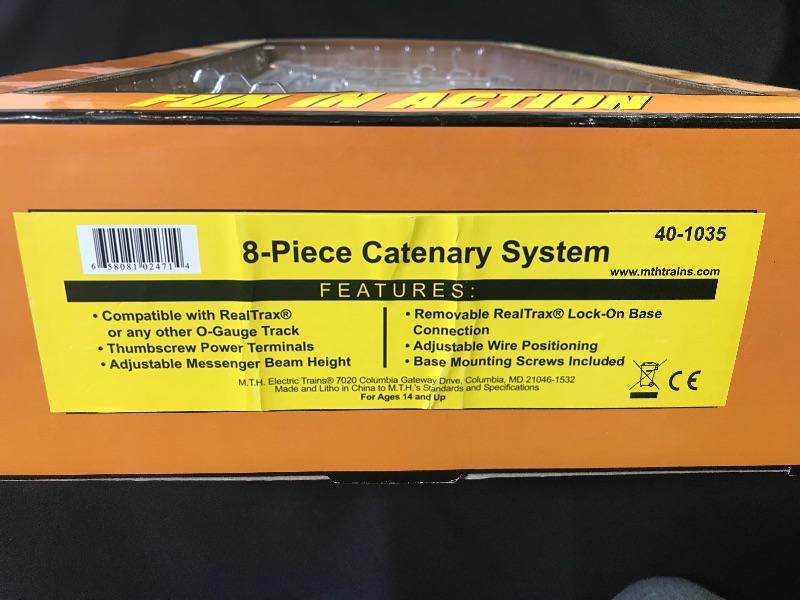 FUN IN ACTION
8-Piece Catenary System
40-1035
www.mthtrains.com
6 58081 02471 4
FEATURES:
• Compatible with RealTrax®
or any other O-Gauge Track
• Thumbscrew Power Terminals
• Adjustable Messenger Beam Height
• Removable RealTrax® Lock-On Base
Connection
• Adjustable Wire Positioning
• Base Mounting Screws Included
M.T.H. Electric Trains® 7020 Columbia Gateway Drive, Columbia, MD 21046-1532
Made and Litho in China to M.T.H.'s Standards and Specifications
For Ages 14 and Up
CE